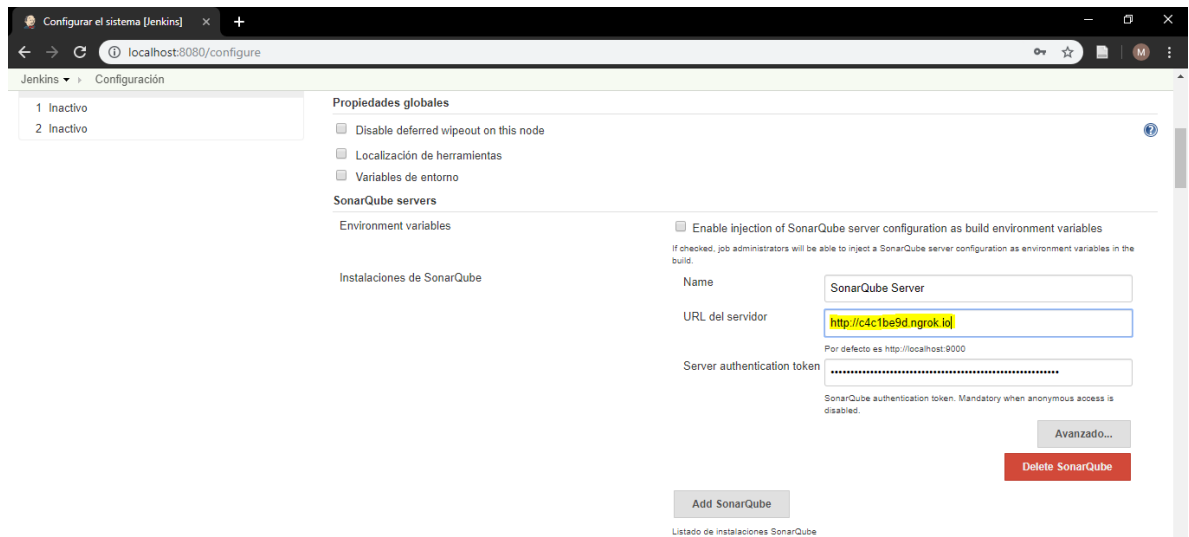 Configurar el sistema [Jenkins]
localhost:8080/configure
M
Jenkins
Configuración
1 Inactivo
2 Inactivo
Propiedades globales
Disable deferred wipeout on this node
Localización de herramientas
Variables de entorno
SonarQube servers
Environment variables
Enable injection of SonarQube server configuration as build environment variables
If checked, job administrators will be able to inject a SonarQube server configuration as environment variables in the
build.
Instalaciones de SonarQube
Name
SonarQube Server
URL del servidor
http://c4c1be9d.ngrok.io
Por defecto es http://localhost:9000
Server authentication token
SonarQube authentication token. Mandatory when anonymous access is
disabled.
Avanzado...
Delete SonarQube
Add SonarQube
Listado de instalaciones SonarQube